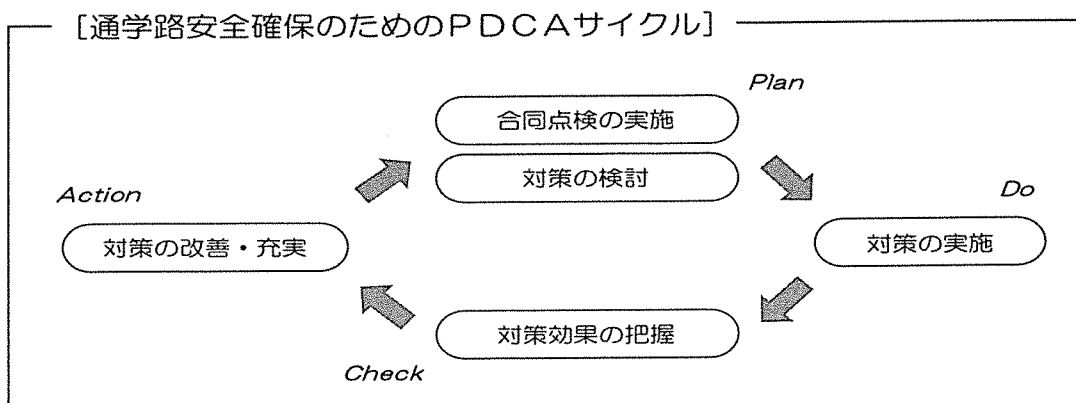 [通学路安全確保のためのPDCAサイクル]
Plan
合同点検の実施
対策の検討
Action
Do
対策の改善・充実
対策の実施
対策効果の把握
Check